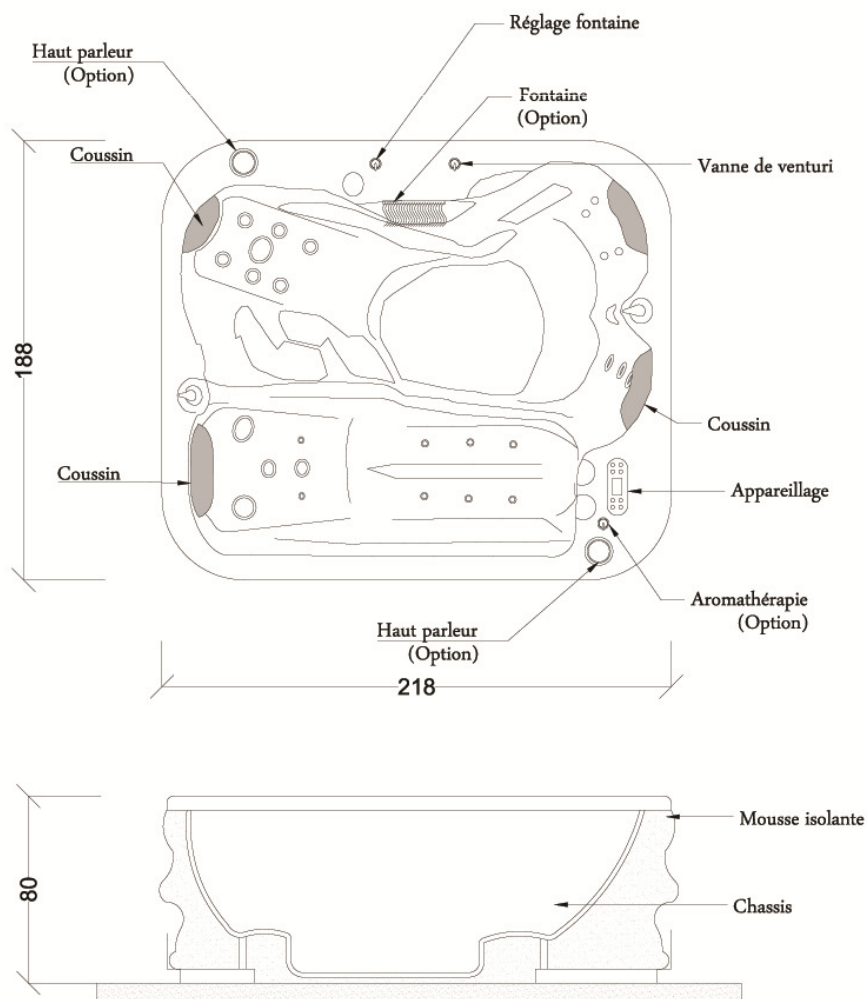 Réglage fontaine
Haut parleur
(Option)
Fontaine
(Option)
Coussin
Vanne de venturi
188
Coussin
Coussin
Appareillage
Aromathérapie
(Option)
Haut parleur
(Option)
218
Mousse isolante
80
Chassis